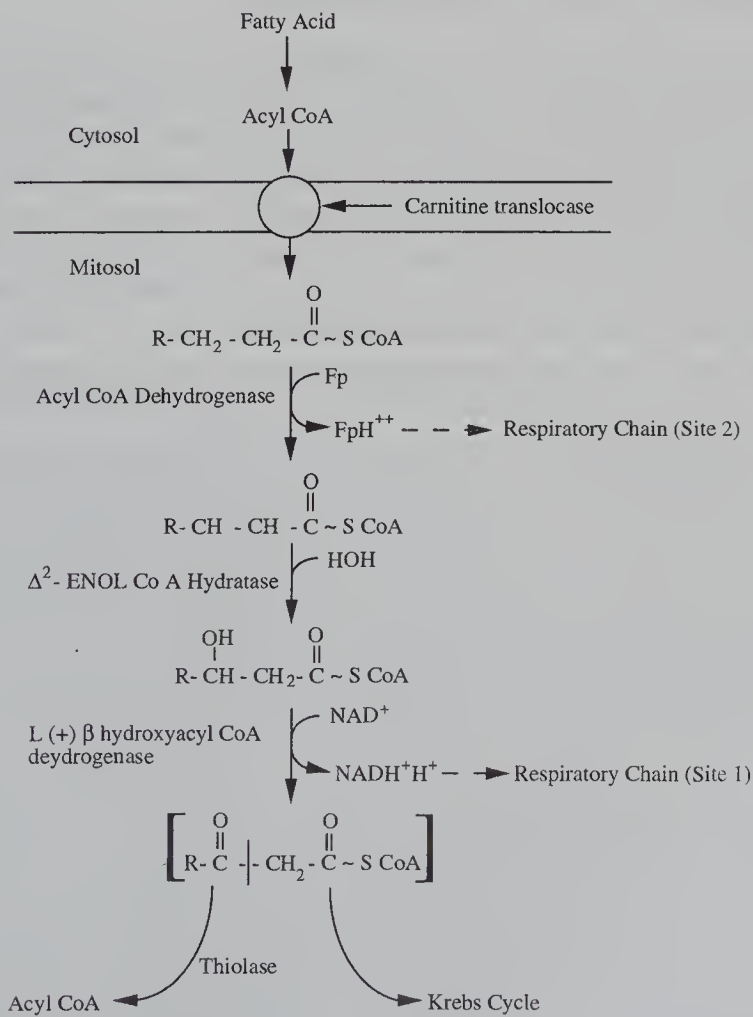 Fatty Acid
Acyl CoA
Cytosol
Carnitine translocase
Mitosol
O
R- CH₂ - CH₂ - C ~ S CoA
Fp
Acyl CoA Dehydrogenase
FpH⁺⁺
Respiratory Chain (Site 2)
O
R- CH - CH - C ~ S CoA
HOH
Δ²- ENOL Co A Hydratase
OH
O
R- CH - CH₂- C ~ S CoA
NAD⁺
L (+) β hydroxyacyl CoA
deydrogenase
NADH⁺H⁺
Respiratory Chain (Site 1)
O
O
R- C - CH₂ - C ~ S CoA
Thiolase
Acyl CoA
Krebs Cycle